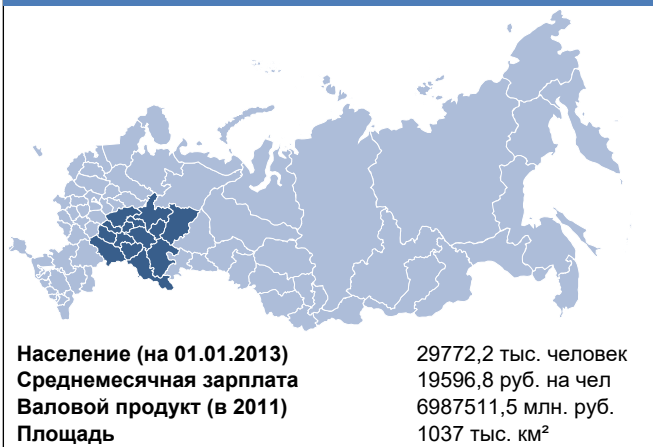 Население (на 01.01.2013) 29772,2 тыс. человек
Среднемесячная зарплата 19596,8 руб. на чел
Валовой продукт (в 2011) 6987511,5 млн. руб.
Площадь 1037 тыс. км²